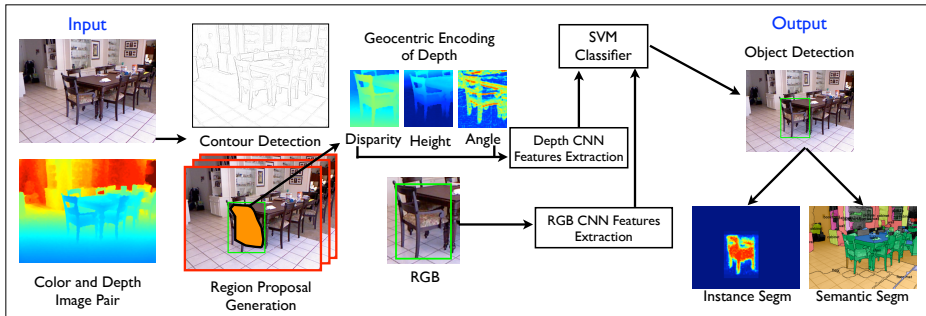 Input
Color and Depth
Image Pair
Contour Detection
Region Proposal
Generation
Geocentric Encoding
of Depth
Disparity
Height
Angle
Depth CNN
Features Extraction
RGB
RGB CNN Features
Extraction
SVM
Classifier
Output
Object Detection
Instance Segm
Semantic Segm